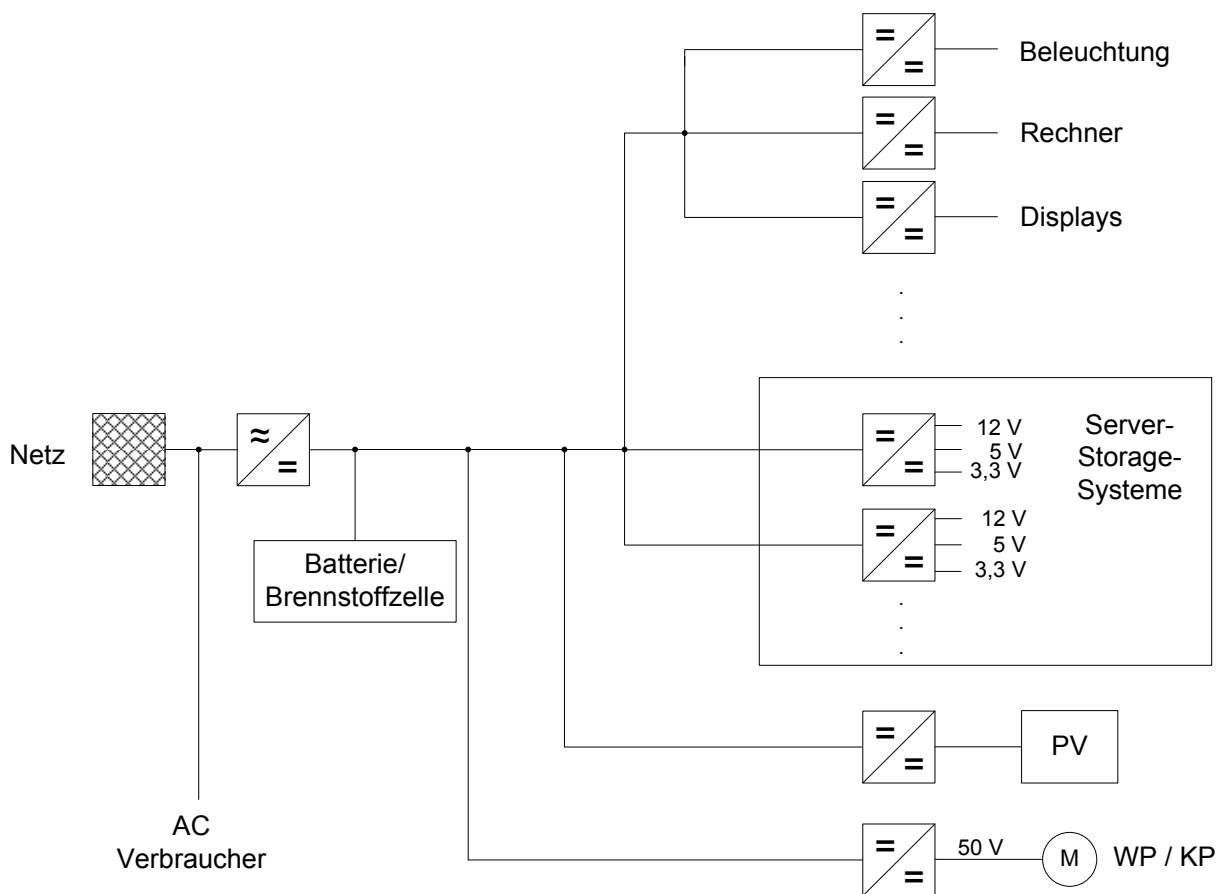 Beleuchtung
Rechner
Displays
Netz
≈
=
Batterie/
Brennstoffzelle
AC
Verbraucher
12 V
5 V
3,3 V
Server-
Storage-
Systeme
12 V
5 V
3,3 V
PV
50 V
M
WP / KP